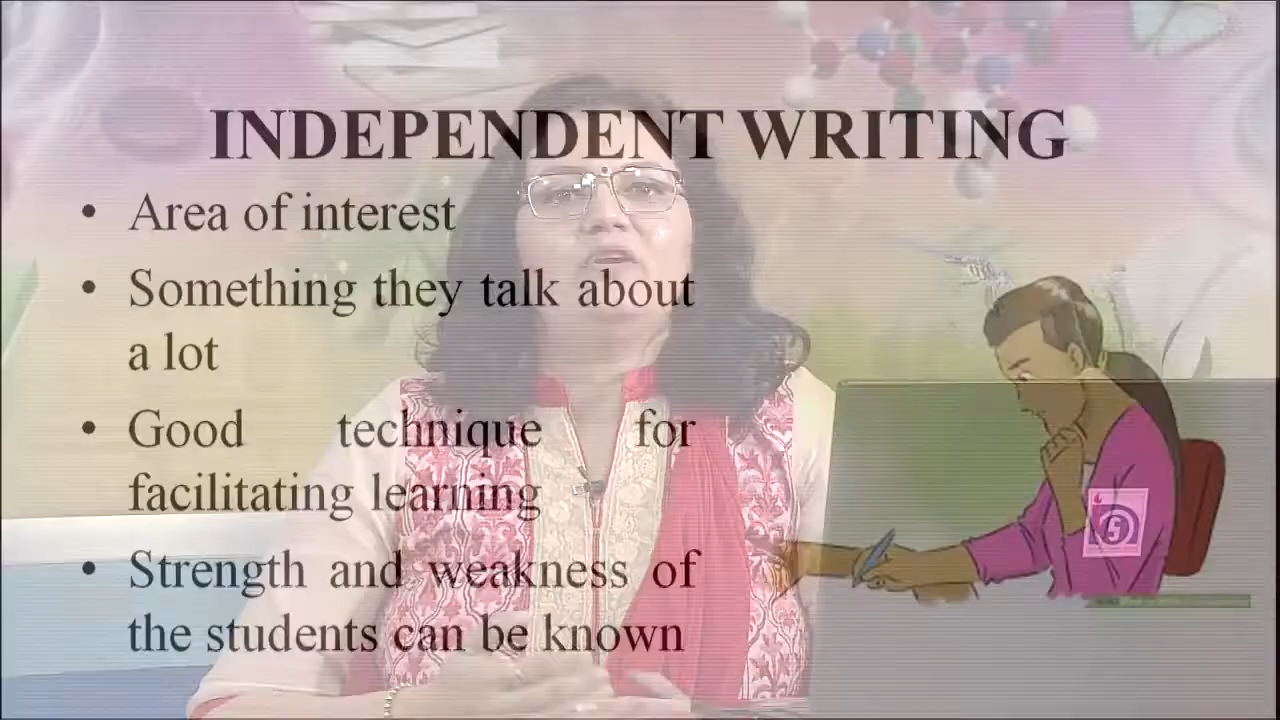 INDEPENDENT WRITING
• Area of interest
• Something they talk about
a lot
• Good technique for
facilitating learning
• Strength and weakness of
the students can be known